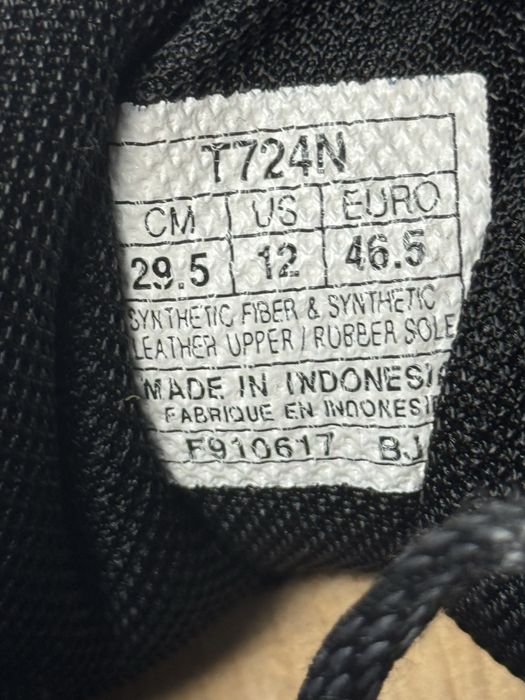 T724N
CM US EURO
29.5 12 46.5
SYNTHETIC FIBER & SYNTHETIC
LEATHER UPPER / RUBBER SOLE
MADE IN INDONESIA
FABRIQUE EN INDONESIE
F910617 BJ